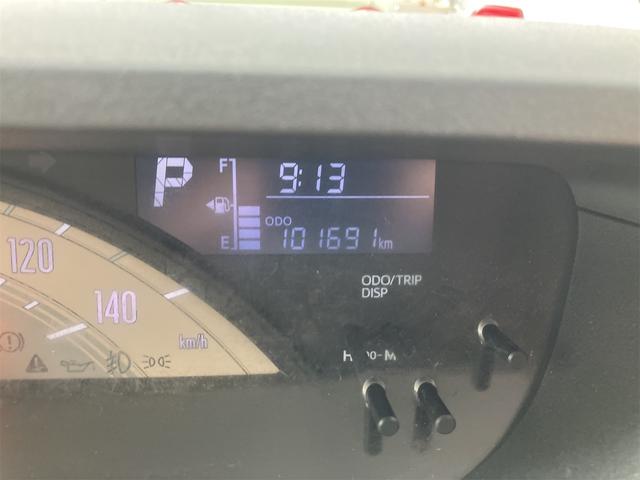 P
F
9:13
E
ODO
101691km
120
140
km/h
ODO/TRIP
DISP